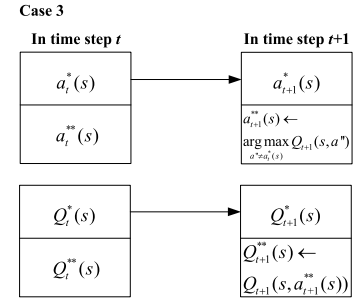 Case 3
In time step t In time step t+1
a*_t(s) a*_{t+1}(s)
a**_t(s) a**_{t+1}(s) ←
arg max Q_{t+1}(s,a")
a"≠a*_t(s)
Q*_t(s) Q*_{t+1}(s)
Q**_t(s) Q**_{t+1}(s) ←
Q_{t+1}(s,a**_{t+1}(s))